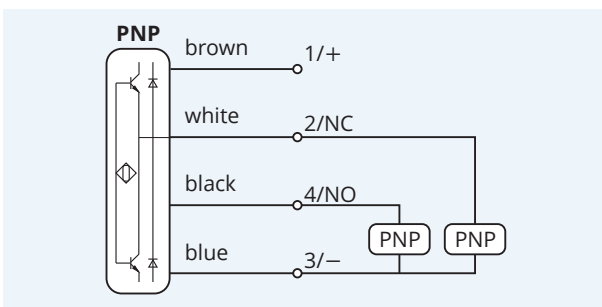 PNP
brown 1/+
white 2/NC
black 4/NO
PNP PNP
blue 3/−